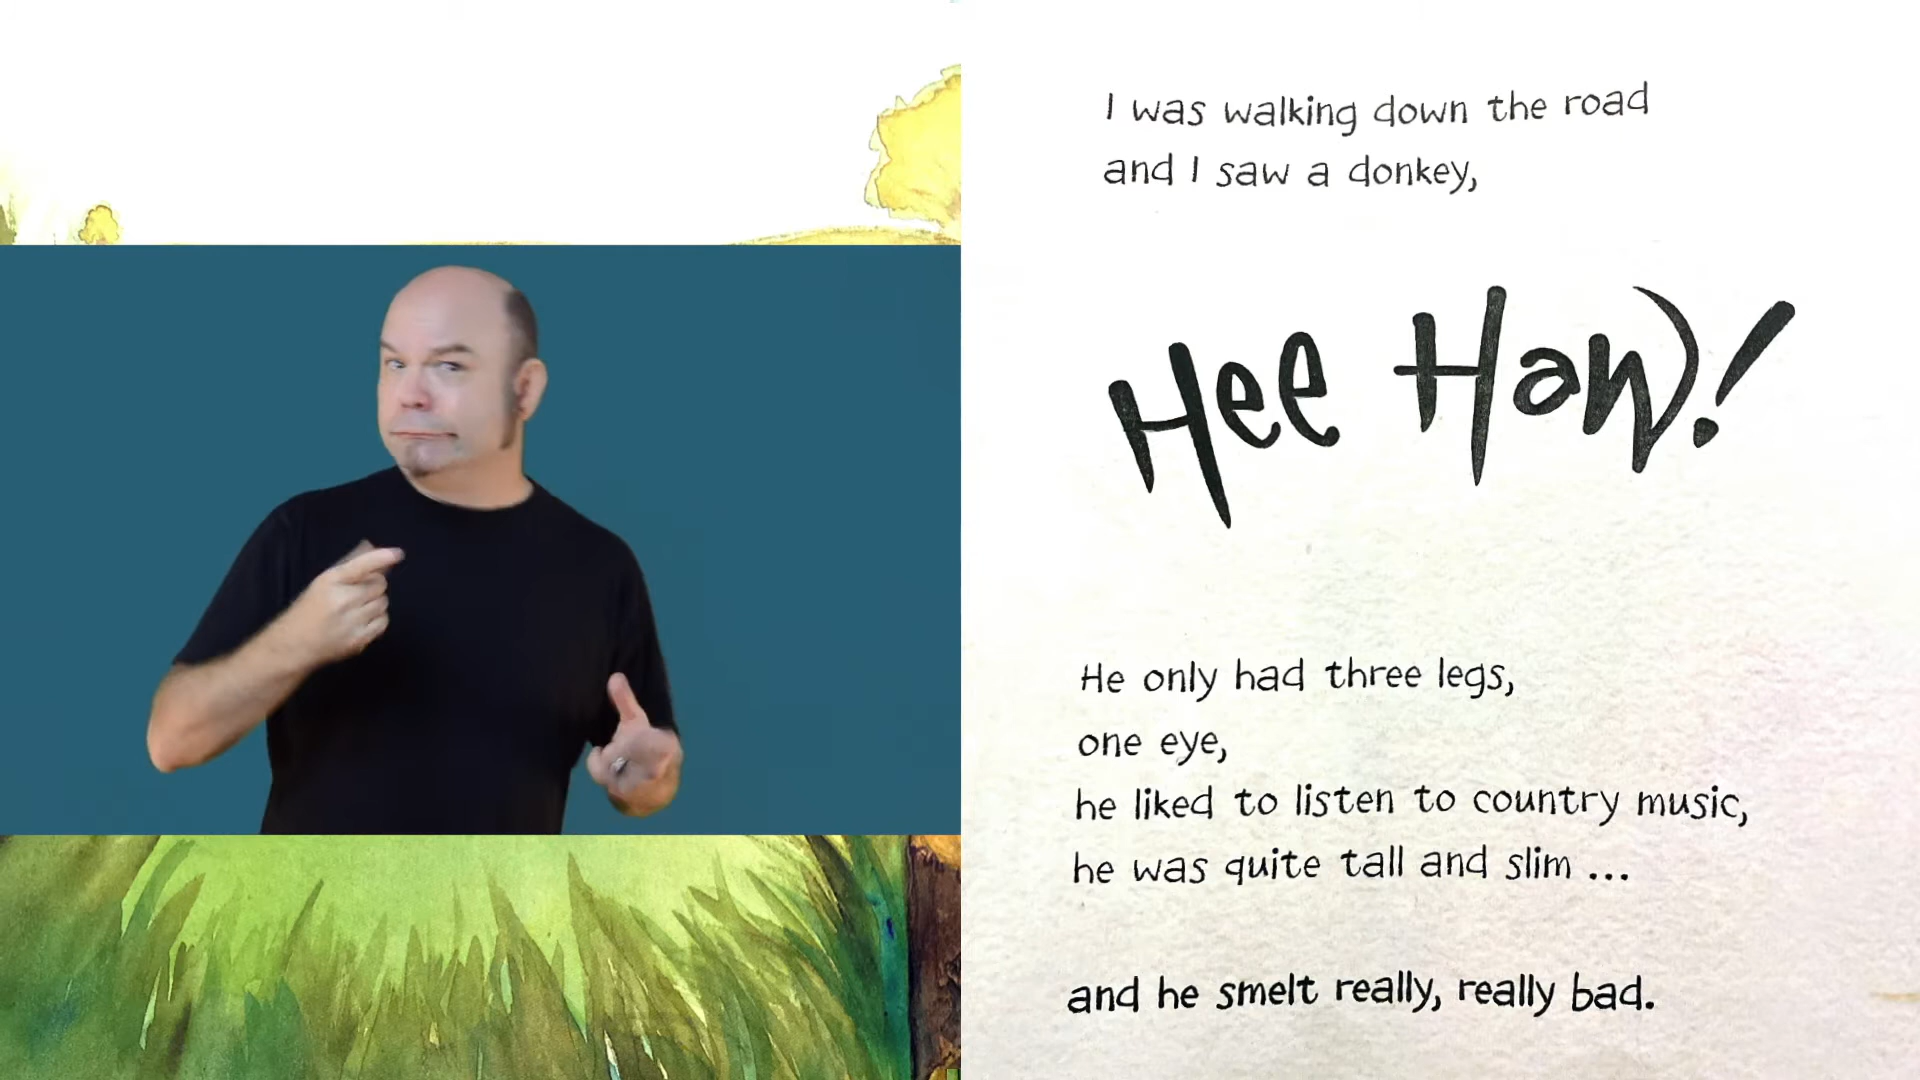 I was walking down the road
and I saw a donkey,
Hee Haw!
He only had three legs,
one eye,
he liked to listen to country music,
he was quite tall and slim ...
and he smelt really, really bad.